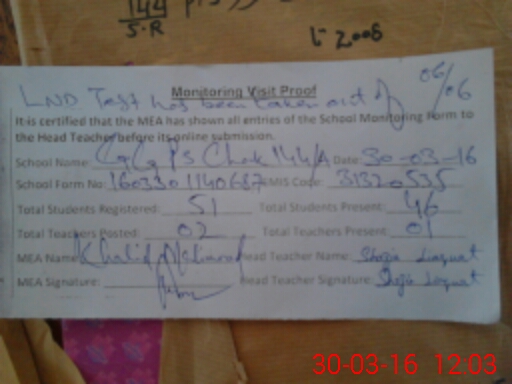 144
S.R
2006
Monitoring Visit Proof
LND Test has been taken out of 06/06
It is certified that the MEA has shown all entries of the School Monitoring Form to
the Head Teacher before its online submission.
School Name: GGPS Chak 144/A Date: 30-03-16
School Form No: 1603301140687 EMIS Code: 31320535
Total Students Registered: 51 Total Students Present: 46
Total Teachers Posted: 02 Total Teachers Present: 01
MEA Name: Khalid Head Teacher Name: Shazia Liaquat
MEA Signature: Head Teacher Signature: Shazia Liaquat
30-03-16 12:03